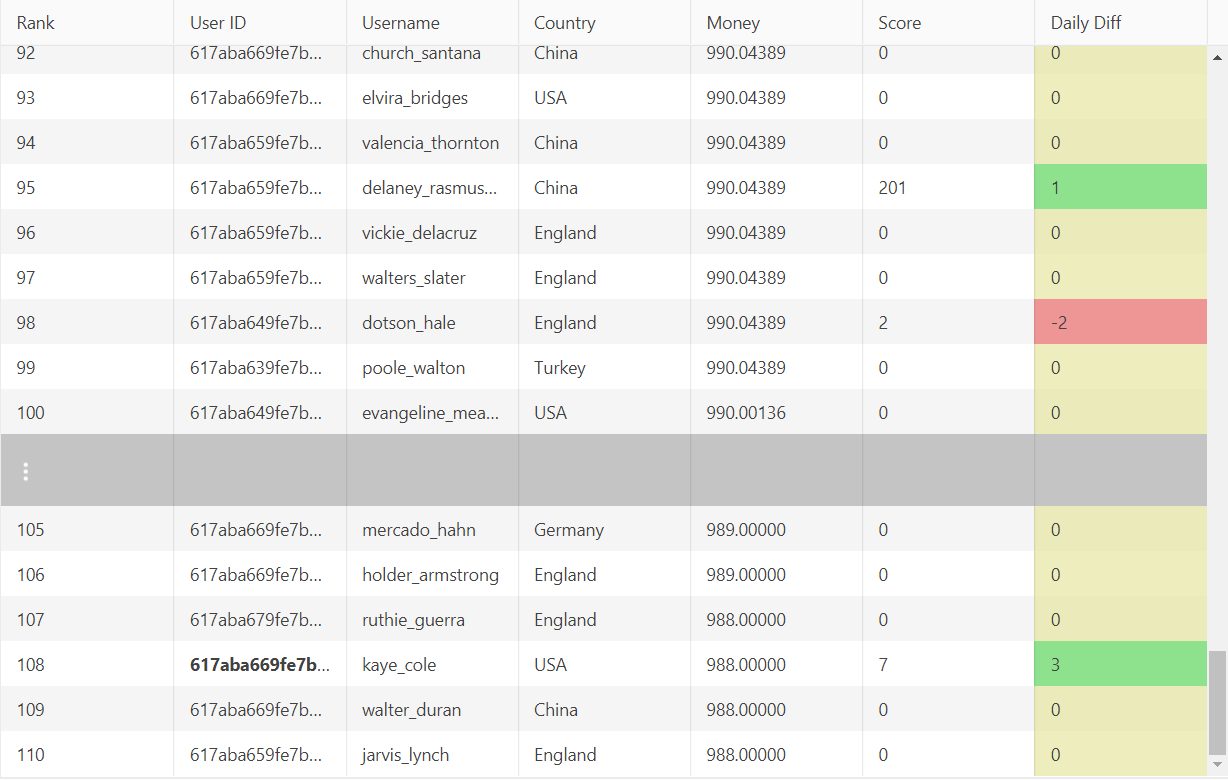 Rank User ID Username Country Money Score Daily Diff
92 617aba669fe7b... church_santana China 990.04389 0 0
93 617aba669fe7b... elvira_bridges USA 990.04389 0 0
94 617aba659fe7b... valencia_thornton China 990.04389 0 0
95 617aba659fe7b... delaney_rasmus... China 990.04389 201 1
96 617aba659fe7b... vickie_delacruz England 990.04389 0 0
97 617aba659fe7b... walters_slater England 990.04389 0 0
98 617aba649fe7b... dotson_hale England 990.04389 2 -2
99 617aba639fe7b... poole_walton Turkey 990.04389 0 0
100 617aba649fe7b... evangeline_mea... USA 990.00136 0 0
105 617aba669fe7b... mercado_hahn Germany 989.00000 0 0
106 617aba669fe7b... holder_armstrong England 989.00000 0 0
107 617aba679fe7b... ruthie_guerra England 988.00000 0 0
108 617aba669fe7b... kaye_cole USA 988.00000 7 3
109 617aba669fe7b... walter_duran China 988.00000 0 0
110 617aba659fe7b... jarvis_lynch England 988.00000 0 0